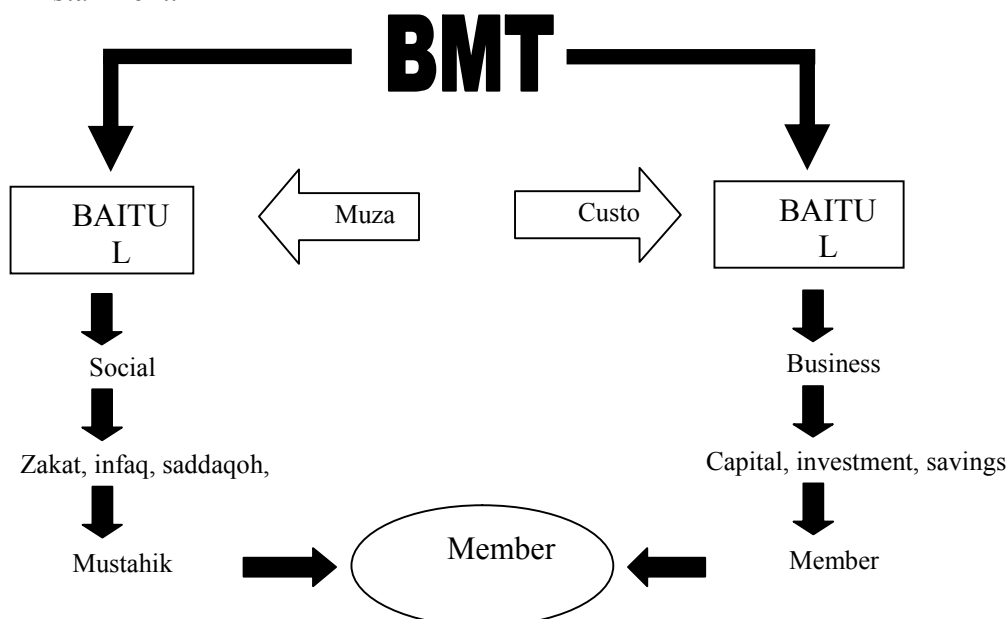 BMT
BAITU
L
Muza
Custo
BAITU
L
Social
Business
Zakat, infaq, saddaqoh,
Capital, investment, savings
Mustahik
Member
Member